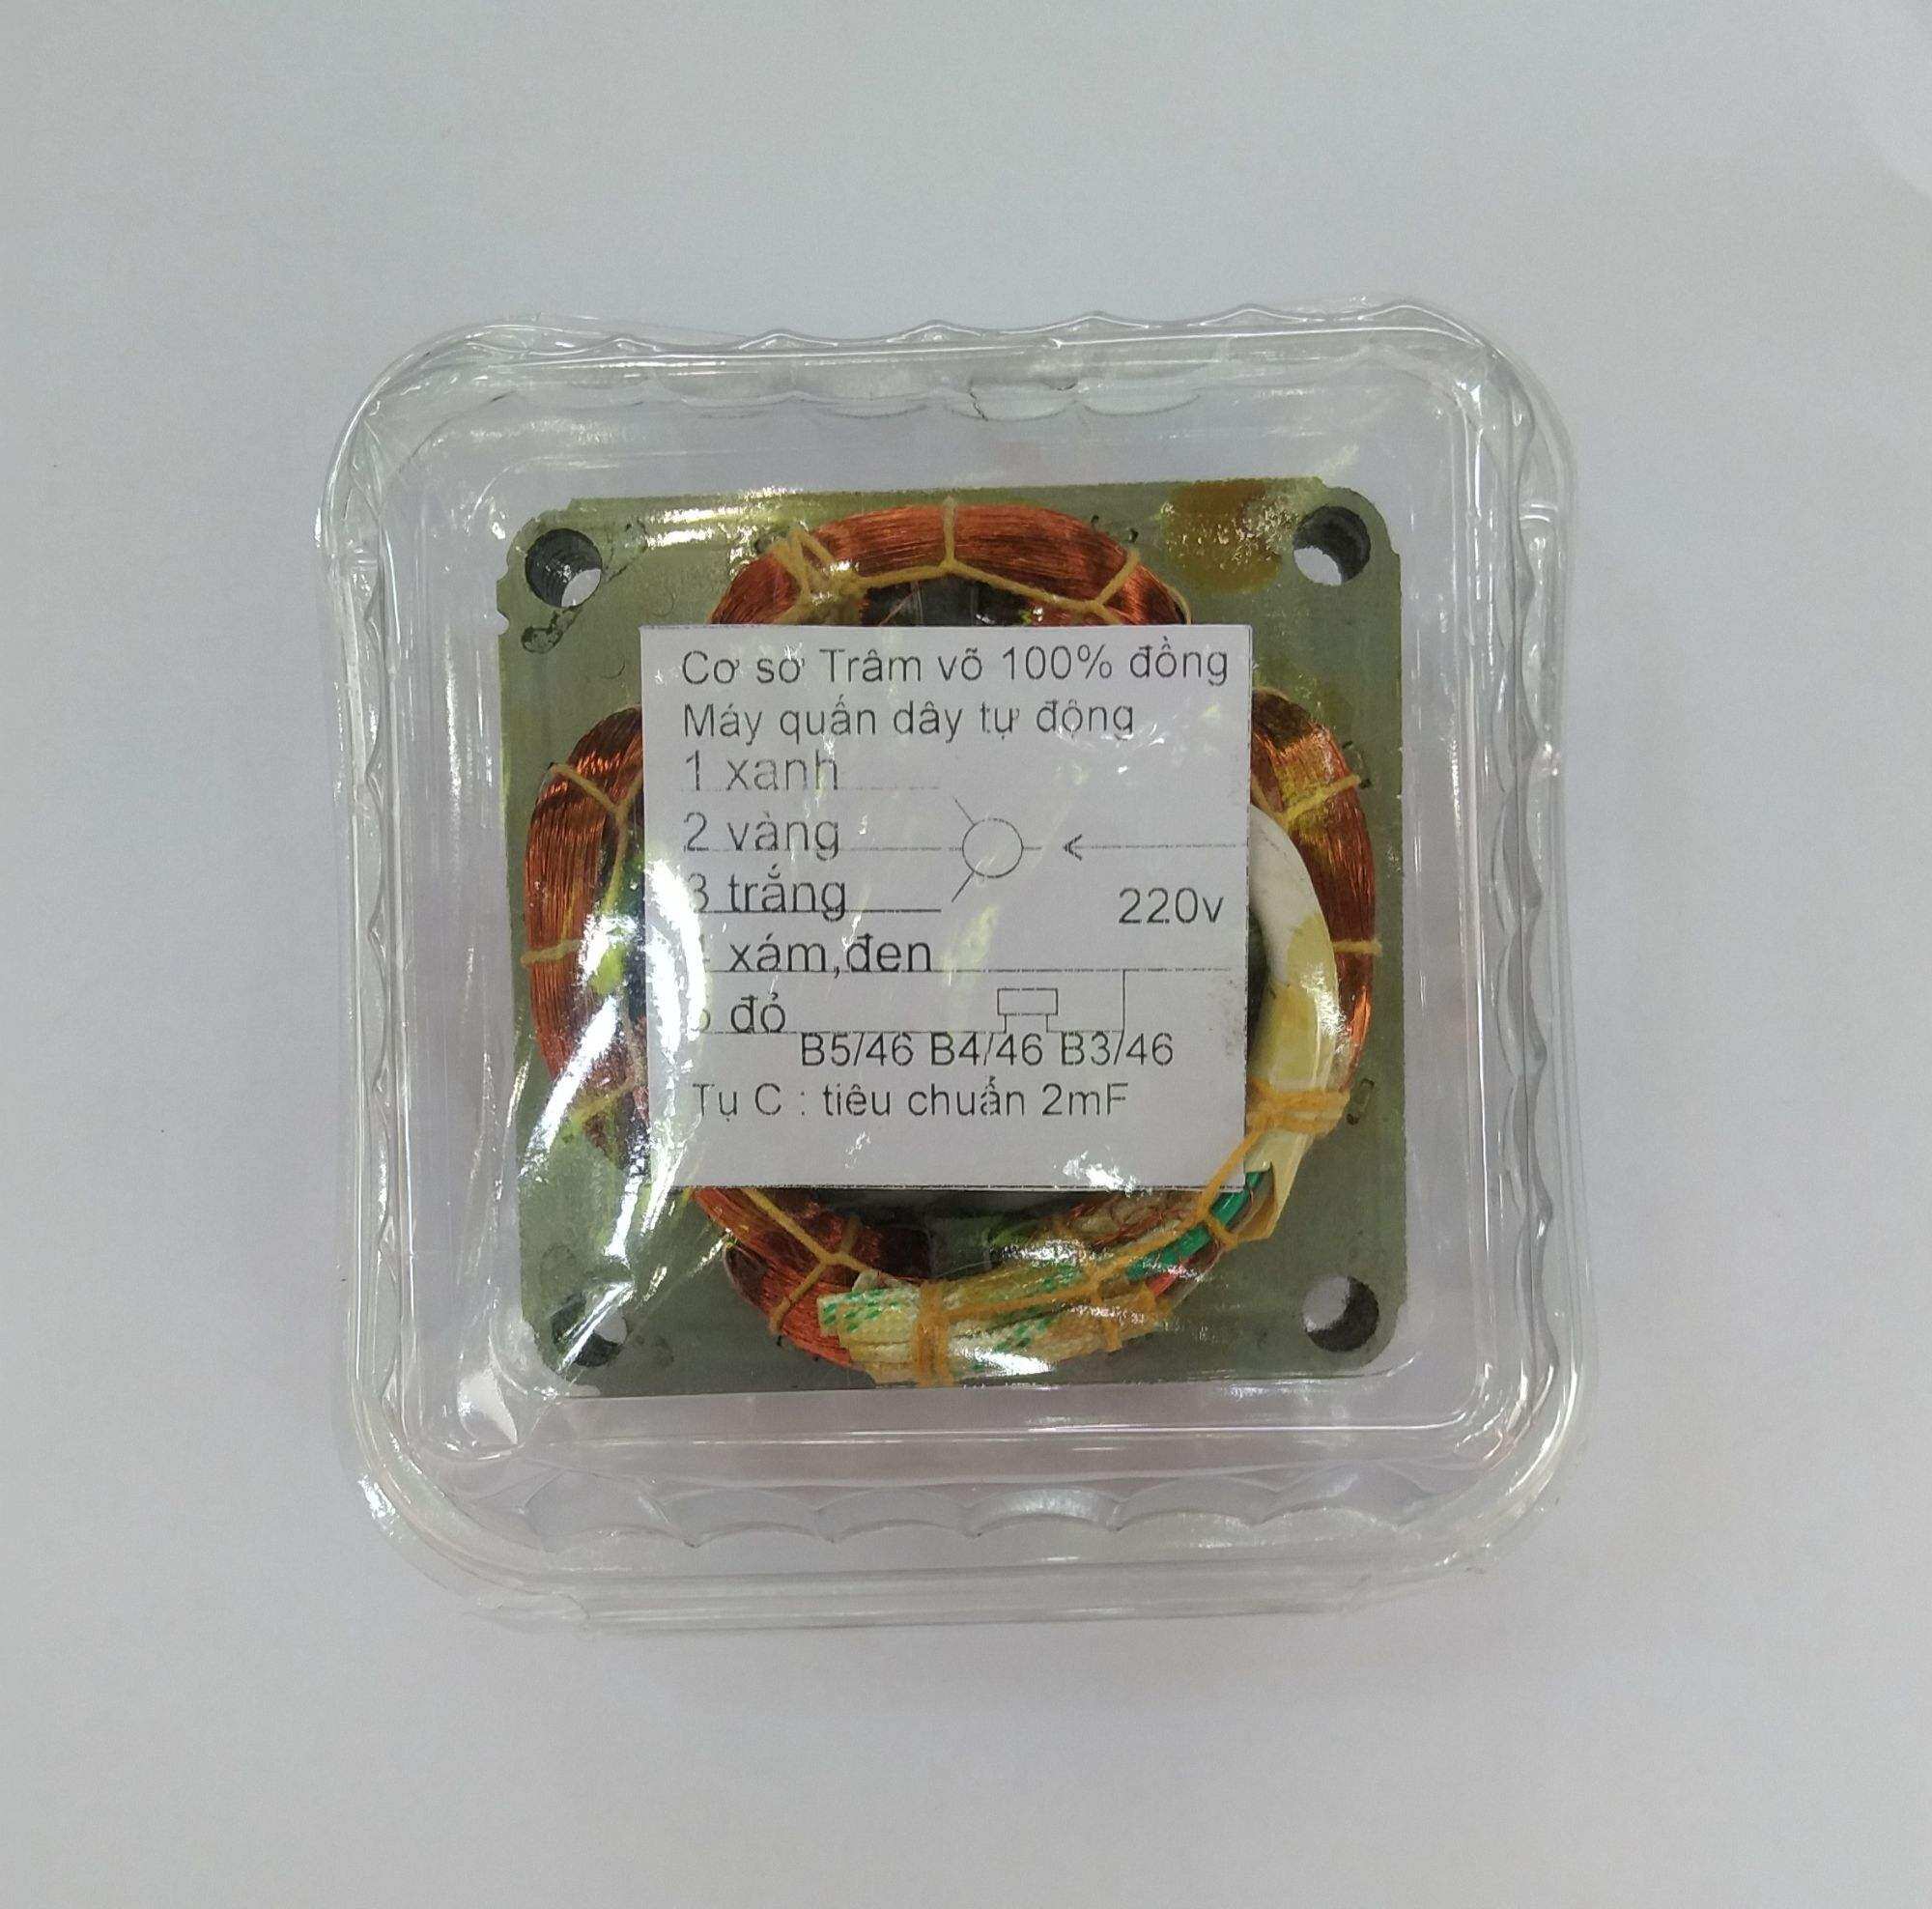 Cơ sở Trâm võ 100% đồng
Máy quấn dây tự động
1 xanh
2 vàng
3 trắng
220v
4 xám,đen
đỏ
B5/46 B4/46 B3/46
Tụ C : tiêu chuẩn 2mF